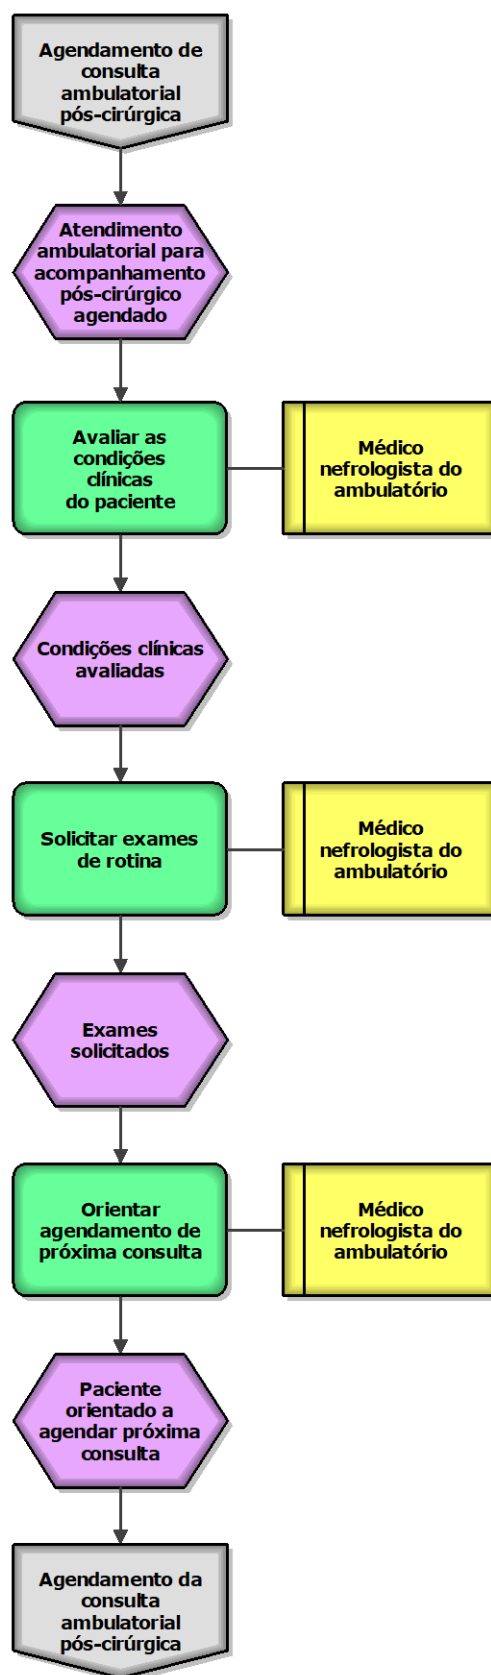 Agendamento de
consulta
ambulatorial
pós-cirúrgica
Atendimento
ambulatorial para
acompanhamento
pós-cirúrgico
agendado
Avaliar as
condições
clínicas
do paciente
Médico
nefrologista do
ambulatório
Condições clínicas
avaliadas
Solicitar exames
de rotina
Médico
nefrologista do
ambulatório
Exames
solicitados
Orientar
agendamento de
próxima consulta
Médico
nefrologista do
ambulatório
Paciente
orientado a
agendar próxima
consulta
Agendamento da
consulta
ambulatorial
pós-cirúrgica